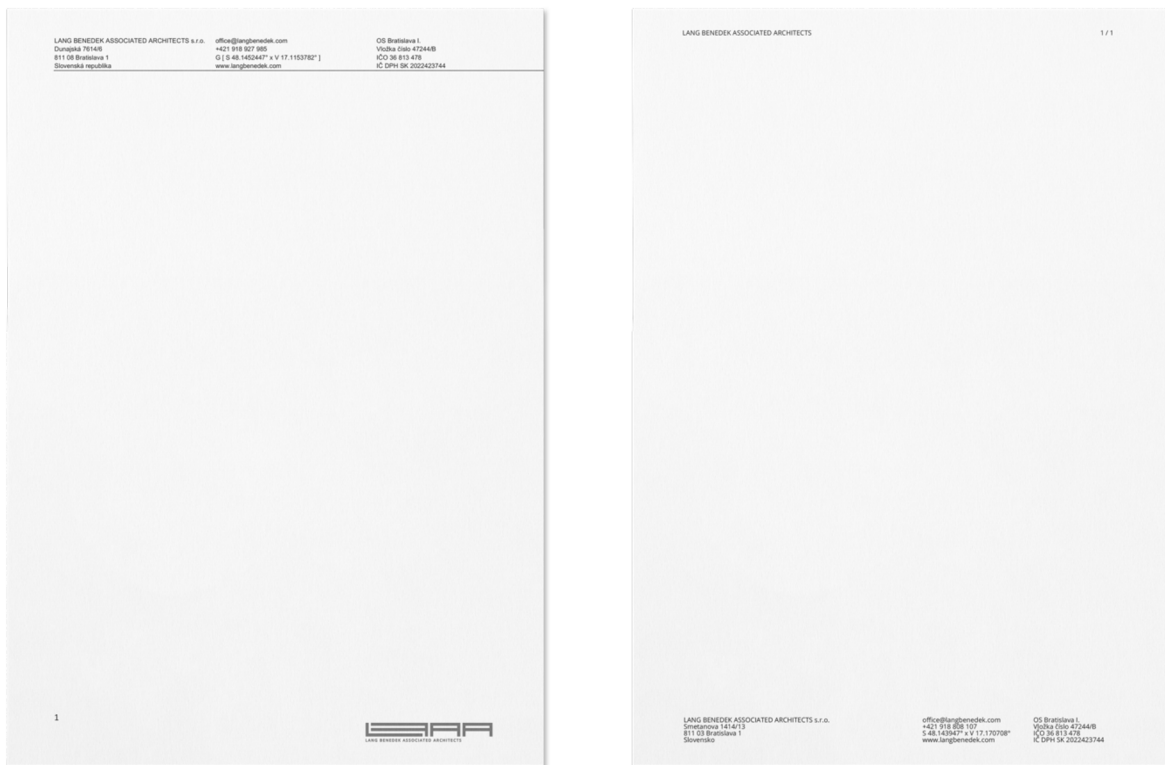 LANG BENEDEK ASSOCIATED ARCHITECTS s.r.o.
Dunajská 7614/6
811 08 Bratislava 1
Slovenská republika
office@langbenedek.com
+421 918 927 985
G [ S 48.1452447° x V 17.1153782° ]
www.langbenedek.com
OS Bratislava I.
Vložka číslo 47244/B
IČO 36 813 478
IČ DPH SK 2022423744
1
LBAA
LANG BENEDEK ASSOCIATED ARCHITECTS
LANG BENEDEK ASSOCIATED ARCHITECTS
1 / 1
LANG BENEDEK ASSOCIATED ARCHITECTS s.r.o.
Smetanova 1414/13
811 03 Bratislava 1
Slovensko
office@langbenedek.com
+421 918 808 107
S 48.143947° x V 17.170708°
www.langbenedek.com
OS Bratislava I.
Vložka číslo 47244/B
IČO 36 813 478
IČ DPH SK 2022423744